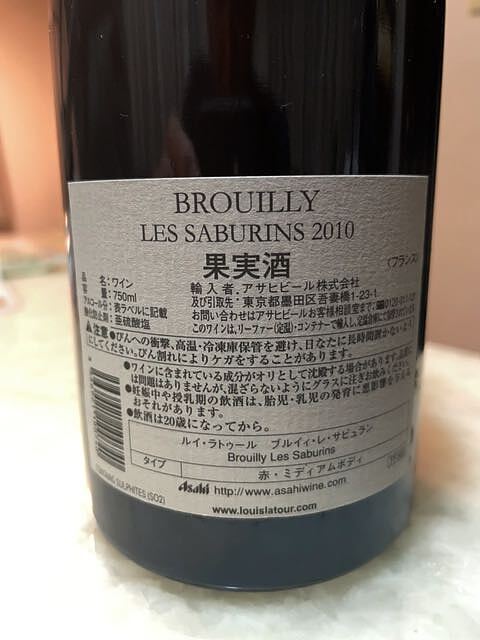 BROUILLY
LES SABURINS 2010
果実酒
〈フランス〉
品 名:ワイン
容 量:750ml
アルコール分:表ラベルに記載
酸化防止剤:亜硫酸塩
輸入者:アサヒビール株式会社
及び引取先:東京都墨田区吾妻橋1-23-1
お問い合わせはアサヒビールお客様相談室まで。
このワインは、リーファー(定温)・コンテナーで輸入し、
⚠注意●びんへの衝撃、高温・冷凍庫保管を避け、日なたに長時間置かないよう
にしてください。びん割れによりケガをすることがあります。
●ワインに含まれている成分がオリとして沈殿する場合があります。品質に
は問題はありませんが、混ざらないようにグラスに注ぎお飲みください。
●妊娠中や授乳期の飲酒は、胎児・乳児の発育に悪影響を与える
おそれがあります。
●飲酒は20歳になってから。
ルイ・ラトゥール ブルイィ・レ・サビュラン
Brouilly Les Saburins
タイプ 赤・ミディアムボディ
SULPHITES (SO2)
Asahi http://www.asahiwine.com
www.louislatour.com